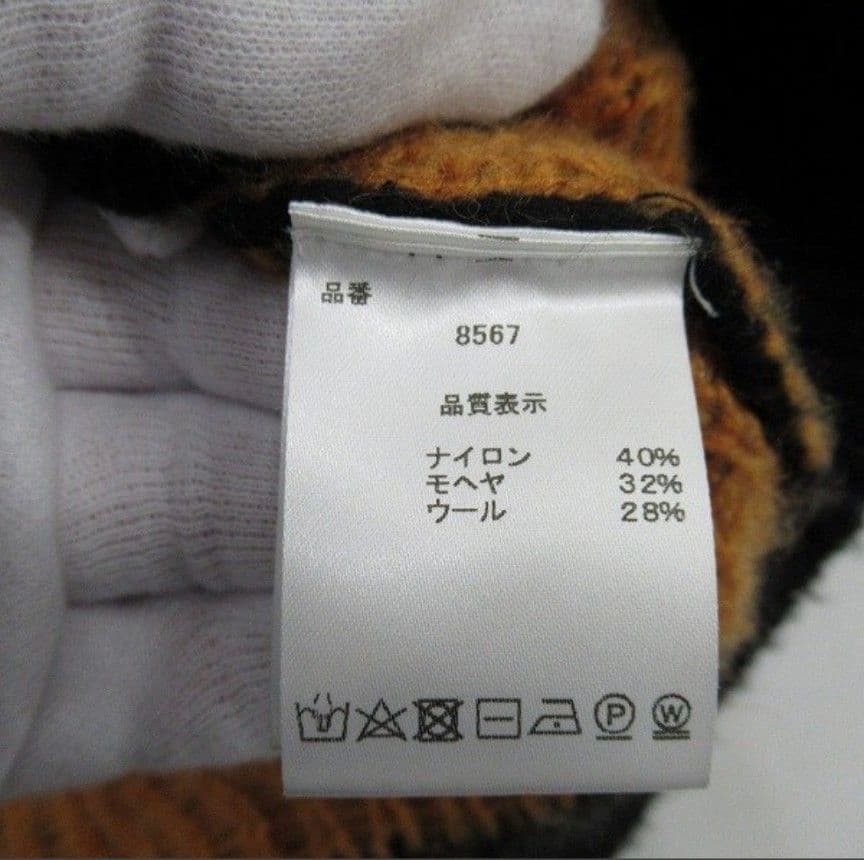 品番
8567
品質表示
ナイロン 40%
モヘヤ 32%
ウール 28%
P W